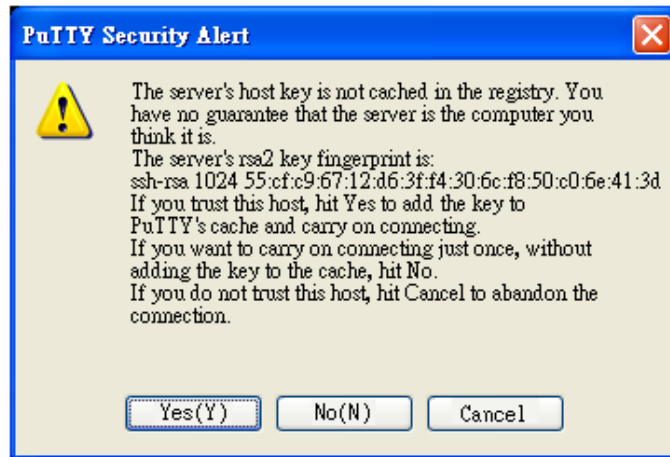 PuTTY Security Alert
The server's host key is not cached in the registry. You
have no guarantee that the server is the computer you
think it is.
The server's rsa2 key fingerprint is:
ssh-rsa 1024 55:cf:c9:67:12:d6:3f:f4:30:6c:f8:50:c0:6e:41:3d
If you trust this host, hit Yes to add the key to
PuTTY's cache and carry on connecting.
If you want to carry on connecting just once, without
adding the key to the cache, hit No.
If you do not trust this host, hit Cancel to abandon the
connection.
Yes(Y) No(N) Cancel